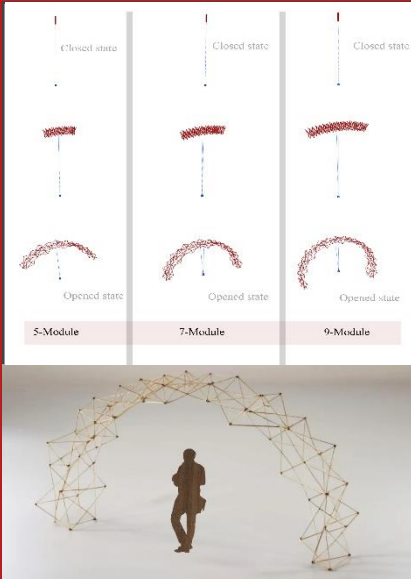 Closed state
Closed state
Closed state
Opened state
Opened state
Opened state
5-Module
7-Module
9-Module